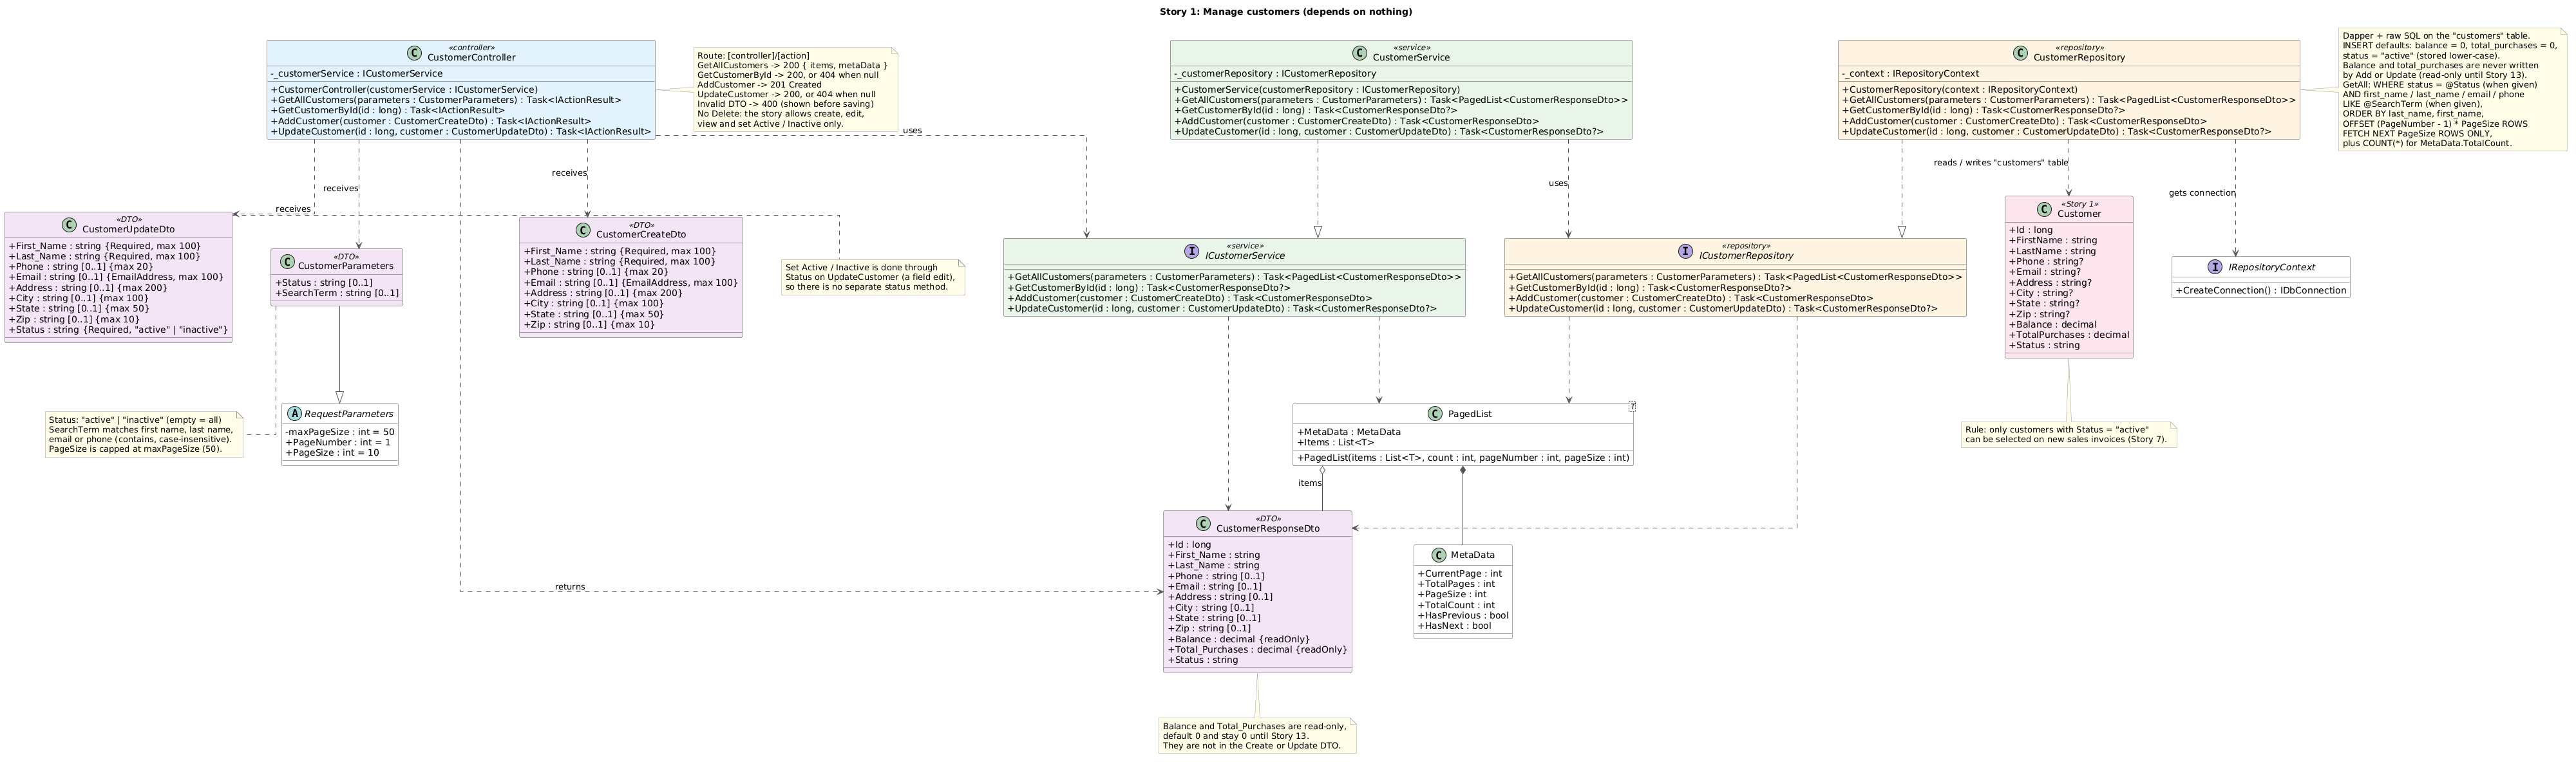 Story 1: Manage customers (depends on nothing)
C
«controller»
CustomerController
-_customerService : ICustomerService
+CustomerController(customerService : ICustomerService)
+GetAllCustomers(parameters : CustomerParameters) : Task<IActionResult>
+GetCustomerById(id : long) : Task<IActionResult>
+AddCustomer(customer : CustomerCreateDto) : Task<IActionResult>
+UpdateCustomer(id : long, customer : CustomerUpdateDto) : Task<IActionResult>
Route: [controller]/[action]
GetAllCustomers -> 200 { items, metaData }
GetCustomerById -> 200, or 404 when null
AddCustomer -> 201 Created
UpdateCustomer -> 200, or 404 when null
Invalid DTO -> 400 (shown before saving)
No Delete: the story allows create, edit,
view and set Active / Inactive only.
C
«service»
CustomerService
-_customerRepository : ICustomerRepository
+CustomerService(customerRepository : ICustomerRepository)
+GetAllCustomers(parameters : CustomerParameters) : Task<PagedList<CustomerResponseDto>>
+GetCustomerById(id : long) : Task<CustomerResponseDto?>
+AddCustomer(customer : CustomerCreateDto) : Task<CustomerResponseDto>
+UpdateCustomer(id : long, customer : CustomerUpdateDto) : Task<CustomerResponseDto?>
C
«repository»
CustomerRepository
-_context : IRepositoryContext
+CustomerRepository(context : IRepositoryContext)
+GetAllCustomers(parameters : CustomerParameters) : Task<PagedList<CustomerResponseDto>>
+GetCustomerById(id : long) : Task<CustomerResponseDto?>
+AddCustomer(customer : CustomerCreateDto) : Task<CustomerResponseDto>
+UpdateCustomer(id : long, customer : CustomerUpdateDto) : Task<CustomerResponseDto?>
Dapper + raw SQL on the "customers" table.
INSERT defaults: balance = 0, total_purchases = 0,
status = "active" (stored lower-case).
Balance and total_purchases are never written
by Add or Update (read-only until Story 13).
GetAll: WHERE status = @Status (when given)
AND first_name / last_name / email / phone
LIKE @SearchTerm (when given),
ORDER BY last_name, first_name,
OFFSET (PageNumber - 1) * PageSize ROWS
FETCH NEXT PageSize ROWS ONLY,
plus COUNT(*) for MetaData.TotalCount.
uses
receives
receives
receives
uses
reads / writes "customers" table
gets connection
C
«DTO»
CustomerUpdateDto
+First_Name : string {Required, max 100}
+Last_Name : string {Required, max 100}
+Phone : string [0..1] {max 20}
+Email : string [0..1] {EmailAddress, max 100}
+Address : string [0..1] {max 200}
+City : string [0..1] {max 100}
+State : string [0..1] {max 50}
+Zip : string [0..1] {max 10}
+Status : string {Required, "active" | "inactive"}
C
«DTO»
CustomerParameters
+Status : string [0..1]
+SearchTerm : string [0..1]
C
«DTO»
CustomerCreateDto
+First_Name : string {Required, max 100}
+Last_Name : string {Required, max 100}
+Phone : string [0..1] {max 20}
+Email : string [0..1] {EmailAddress, max 100}
+Address : string [0..1] {max 200}
+City : string [0..1] {max 100}
+State : string [0..1] {max 50}
+Zip : string [0..1] {max 10}
Set Active / Inactive is done through
Status on UpdateCustomer (a field edit),
so there is no separate status method.
I
«service»
ICustomerService
+GetAllCustomers(parameters : CustomerParameters) : Task<PagedList<CustomerResponseDto>>
+GetCustomerById(id : long) : Task<CustomerResponseDto?>
+AddCustomer(customer : CustomerCreateDto) : Task<CustomerResponseDto>
+UpdateCustomer(id : long, customer : CustomerUpdateDto) : Task<CustomerResponseDto?>
I
«repository»
ICustomerRepository
+GetAllCustomers(parameters : CustomerParameters) : Task<PagedList<CustomerResponseDto>>
+GetCustomerById(id : long) : Task<CustomerResponseDto?>
+AddCustomer(customer : CustomerCreateDto) : Task<CustomerResponseDto>
+UpdateCustomer(id : long, customer : CustomerUpdateDto) : Task<CustomerResponseDto?>
C
«Story 1»
Customer
+Id : long
+FirstName : string
+LastName : string
+Phone : string?
+Email : string?
+Address : string?
+City : string?
+State : string?
+Zip : string?
+Balance : decimal
+TotalPurchases : decimal
+Status : string
I
IRepositoryContext
+CreateConnection() : IDbConnection
Status: "active" | "inactive" (empty = all)
SearchTerm matches first name, last name,
email or phone (contains, case-insensitive).
PageSize is capped at maxPageSize (50).
A
RequestParameters
-maxPageSize : int = 50
+PageNumber : int = 1
+PageSize : int = 10
C
PagedList
T
+MetaData : MetaData
+Items : List<T>
+PagedList(items : List<T>, count : int, pageNumber : int, pageSize : int)
Rule: only customers with Status = "active"
can be selected on new sales invoices (Story 7).
items
returns
C
«DTO»
CustomerResponseDto
+Id : long
+First_Name : string
+Last_Name : string
+Phone : string [0..1]
+Email : string [0..1]
+Address : string [0..1]
+City : string [0..1]
+State : string [0..1]
+Zip : string [0..1]
+Balance : decimal {readOnly}
+Total_Purchases : decimal {readOnly}
+Status : string
C
MetaData
+CurrentPage : int
+TotalPages : int
+PageSize : int
+TotalCount : int
+HasPrevious : bool
+HasNext : bool
Balance and Total_Purchases are read-only,
default 0 and stay 0 until Story 13.
They are not in the Create or Update DTO.